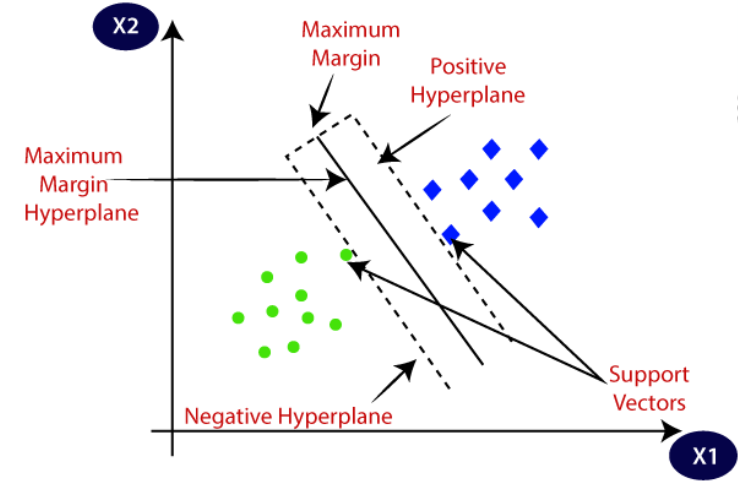 X2
Maximum
Margin
Positive
Hyperplane
Maximum
Margin
Hyperplane
Support
Vectors
Negative Hyperplane
X1